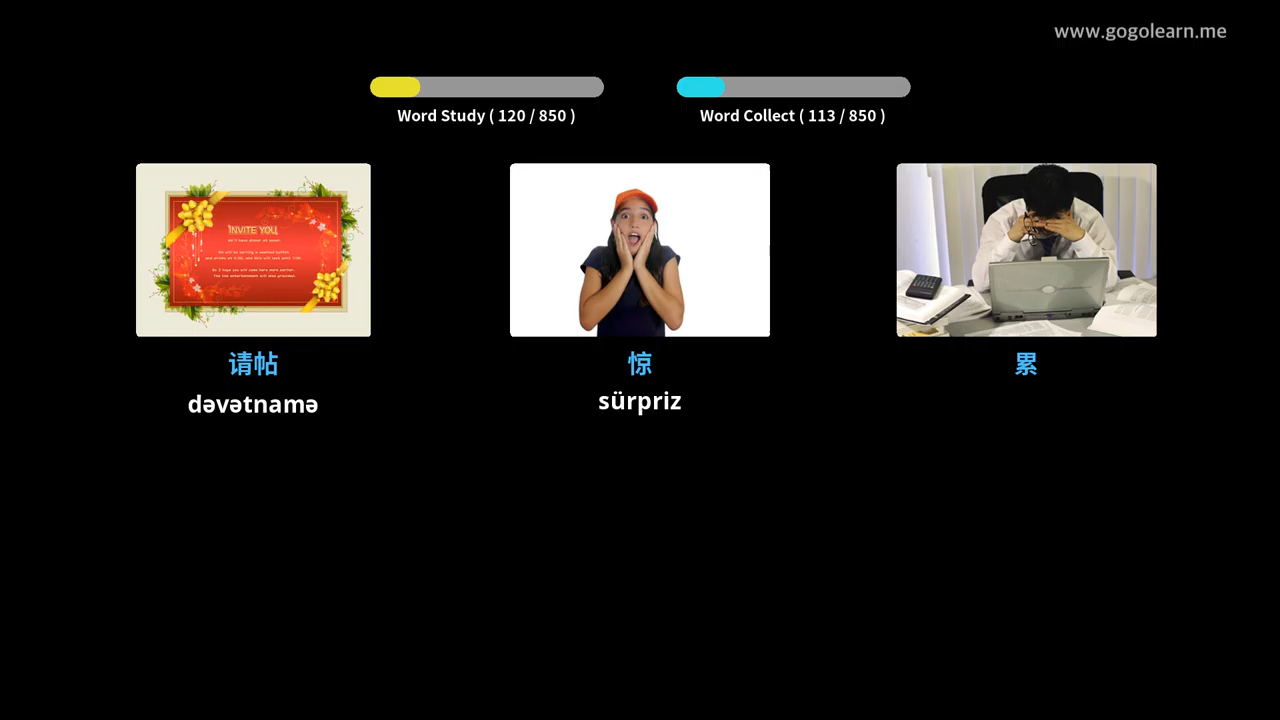 www.gogolearn.me
Word Study ( 120 / 850 )
Word Collect ( 113 / 850 )
INVITE YOU
请帖
惊
累
dəvətnamə
sürpriz